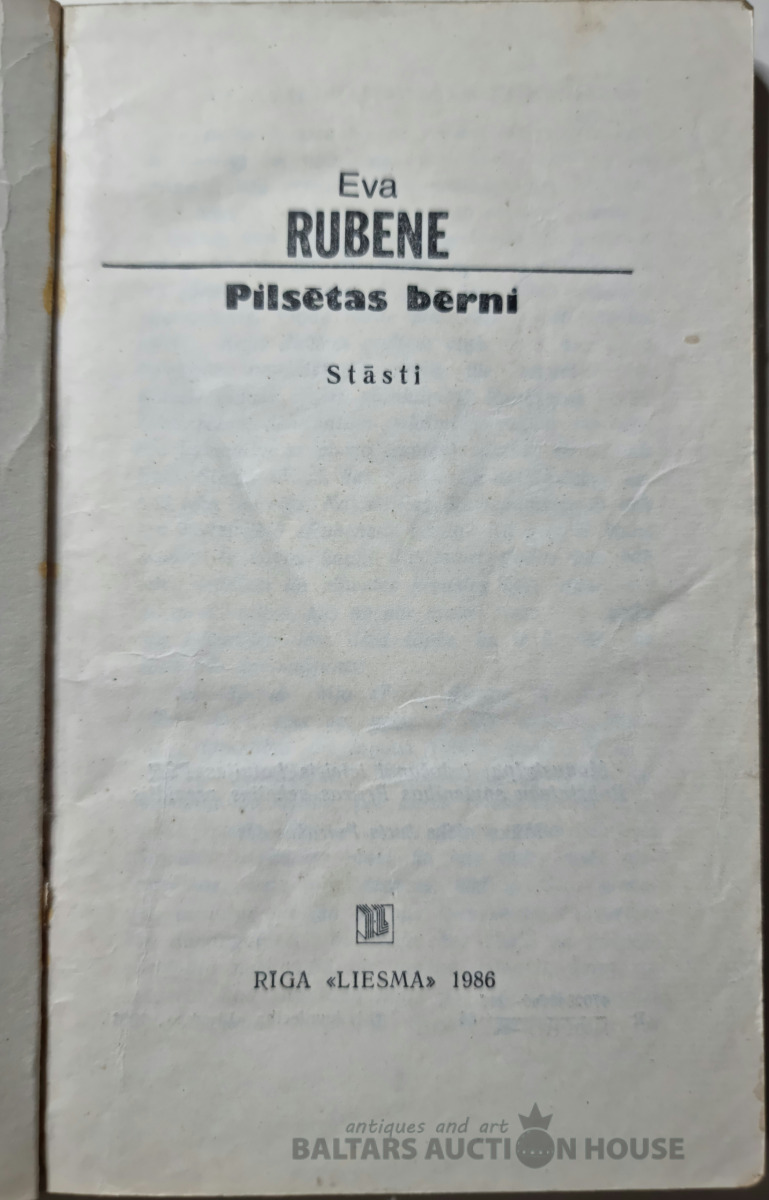 Eva
RUBENE
Pilsētas bērni
Stāsti
RĪGA «LIESMA» 1986
antiques and art
BALTARS AUCTION HOUSE